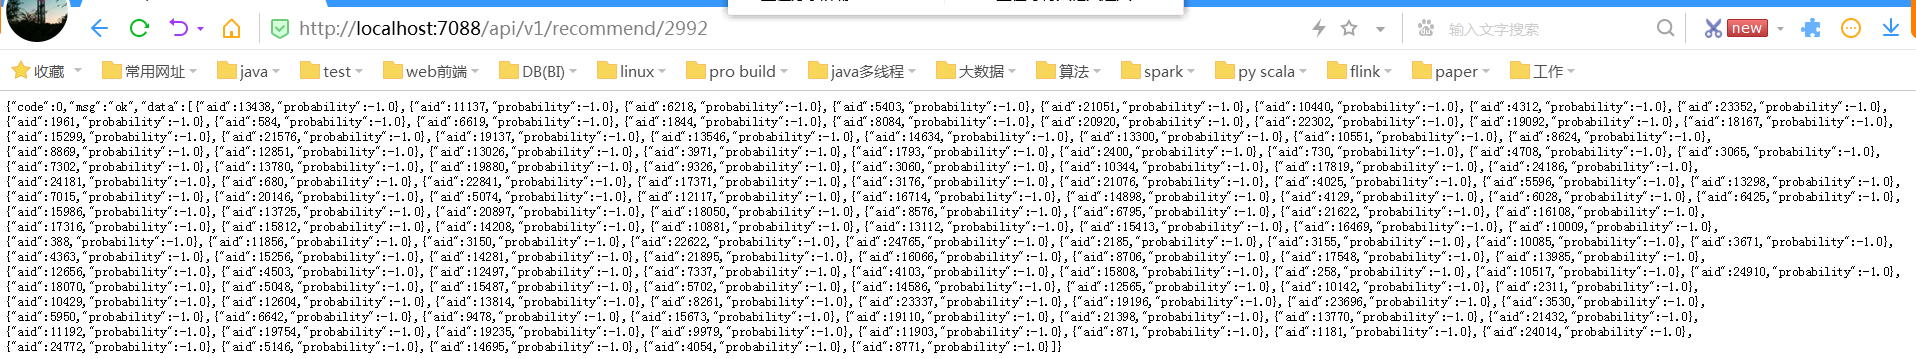 http://localhost:7088/api/v1/recommend/2992 输入文字搜索 new
收藏 常用网址 java test web前端 DB(BI) linux pro build java多线程 大数据 算法 spark py scala flink paper 工作
{"code":0,"msg":"ok","data":[{"aid":13438,"probability":-1.0},{"aid":11137,"probability":-1.0},{"aid":6218,"probability":-1.0},{"aid":5403,"probability":-1.0},{"aid":21051,"probability":-1.0},{"aid":10440,"probability":-1.0},{"aid":4312,"probability":-1.0},{"aid":23352,"probability":-1.0},
{"aid":1961,"probability":-1.0},{"aid":584,"probability":-1.0},{"aid":6619,"probability":-1.0},{"aid":1844,"probability":-1.0},{"aid":8084,"probability":-1.0},{"aid":20920,"probability":-1.0},{"aid":22302,"probability":-1.0},{"aid":19092,"probability":-1.0},{"aid":18167,"probability":-1.0},
{"aid":15299,"probability":-1.0},{"aid":21576,"probability":-1.0},{"aid":19137,"probability":-1.0},{"aid":13546,"probability":-1.0},{"aid":14634,"probability":-1.0},{"aid":13300,"probability":-1.0},{"aid":10551,"probability":-1.0},{"aid":8624,"probability":-1.0},
{"aid":8869,"probability":-1.0},{"aid":12851,"probability":-1.0},{"aid":13026,"probability":-1.0},{"aid":3971,"probability":-1.0},{"aid":1793,"probability":-1.0},{"aid":2400,"probability":-1.0},{"aid":730,"probability":-1.0},{"aid":4708,"probability":-1.0},{"aid":3065,"probability":-1.0},
{"aid":7302,"probability":-1.0},{"aid":13780,"probability":-1.0},{"aid":19880,"probability":-1.0},{"aid":9326,"probability":-1.0},{"aid":3060,"probability":-1.0},{"aid":10344,"probability":-1.0},{"aid":17819,"probability":-1.0},{"aid":24186,"probability":-1.0},
{"aid":24181,"probability":-1.0},{"aid":680,"probability":-1.0},{"aid":22841,"probability":-1.0},{"aid":17371,"probability":-1.0},{"aid":3176,"probability":-1.0},{"aid":21076,"probability":-1.0},{"aid":4025,"probability":-1.0},{"aid":5596,"probability":-1.0},{"aid":13298,"probability":-1.0},
{"aid":7015,"probability":-1.0},{"aid":20146,"probability":-1.0},{"aid":5074,"probability":-1.0},{"aid":12117,"probability":-1.0},{"aid":16714,"probability":-1.0},{"aid":14898,"probability":-1.0},{"aid":4129,"probability":-1.0},{"aid":6028,"probability":-1.0},{"aid":6425,"probability":-1.0},
{"aid":15986,"probability":-1.0},{"aid":13725,"probability":-1.0},{"aid":20897,"probability":-1.0},{"aid":18050,"probability":-1.0},{"aid":8576,"probability":-1.0},{"aid":6795,"probability":-1.0},{"aid":21622,"probability":-1.0},{"aid":16108,"probability":-1.0},
{"aid":17316,"probability":-1.0},{"aid":15812,"probability":-1.0},{"aid":14208,"probability":-1.0},{"aid":10881,"probability":-1.0},{"aid":13112,"probability":-1.0},{"aid":15413,"probability":-1.0},{"aid":16469,"probability":-1.0},{"aid":10009,"probability":-1.0},
{"aid":388,"probability":-1.0},{"aid":11856,"probability":-1.0},{"aid":3150,"probability":-1.0},{"aid":22622,"probability":-1.0},{"aid":24765,"probability":-1.0},{"aid":2185,"probability":-1.0},{"aid":3155,"probability":-1.0},{"aid":10085,"probability":-1.0},{"aid":3671,"probability":-1.0},
{"aid":4363,"probability":-1.0},{"aid":15256,"probability":-1.0},{"aid":14281,"probability":-1.0},{"aid":21895,"probability":-1.0},{"aid":16066,"probability":-1.0},{"aid":8706,"probability":-1.0},{"aid":17548,"probability":-1.0},{"aid":13985,"probability":-1.0},
{"aid":12656,"probability":-1.0},{"aid":4503,"probability":-1.0},{"aid":12497,"probability":-1.0},{"aid":7337,"probability":-1.0},{"aid":4103,"probability":-1.0},{"aid":15808,"probability":-1.0},{"aid":258,"probability":-1.0},{"aid":10517,"probability":-1.0},{"aid":24910,"probability":-1.0},
{"aid":18070,"probability":-1.0},{"aid":5048,"probability":-1.0},{"aid":15487,"probability":-1.0},{"aid":5702,"probability":-1.0},{"aid":14586,"probability":-1.0},{"aid":12565,"probability":-1.0},{"aid":10142,"probability":-1.0},{"aid":2311,"probability":-1.0},
{"aid":10429,"probability":-1.0},{"aid":12604,"probability":-1.0},{"aid":13814,"probability":-1.0},{"aid":8261,"probability":-1.0},{"aid":23337,"probability":-1.0},{"aid":19196,"probability":-1.0},{"aid":23696,"probability":-1.0},{"aid":3530,"probability":-1.0},
{"aid":5950,"probability":-1.0},{"aid":6642,"probability":-1.0},{"aid":9478,"probability":-1.0},{"aid":15673,"probability":-1.0},{"aid":19110,"probability":-1.0},{"aid":21398,"probability":-1.0},{"aid":13770,"probability":-1.0},{"aid":21432,"probability":-1.0},
{"aid":11192,"probability":-1.0},{"aid":19754,"probability":-1.0},{"aid":19235,"probability":-1.0},{"aid":9979,"probability":-1.0},{"aid":11903,"probability":-1.0},{"aid":871,"probability":-1.0},{"aid":1181,"probability":-1.0},{"aid":24014,"probability":-1.0},
{"aid":24772,"probability":-1.0},{"aid":5146,"probability":-1.0},{"aid":14695,"probability":-1.0},{"aid":4054,"probability":-1.0},{"aid":8771,"probability":-1.0}]}